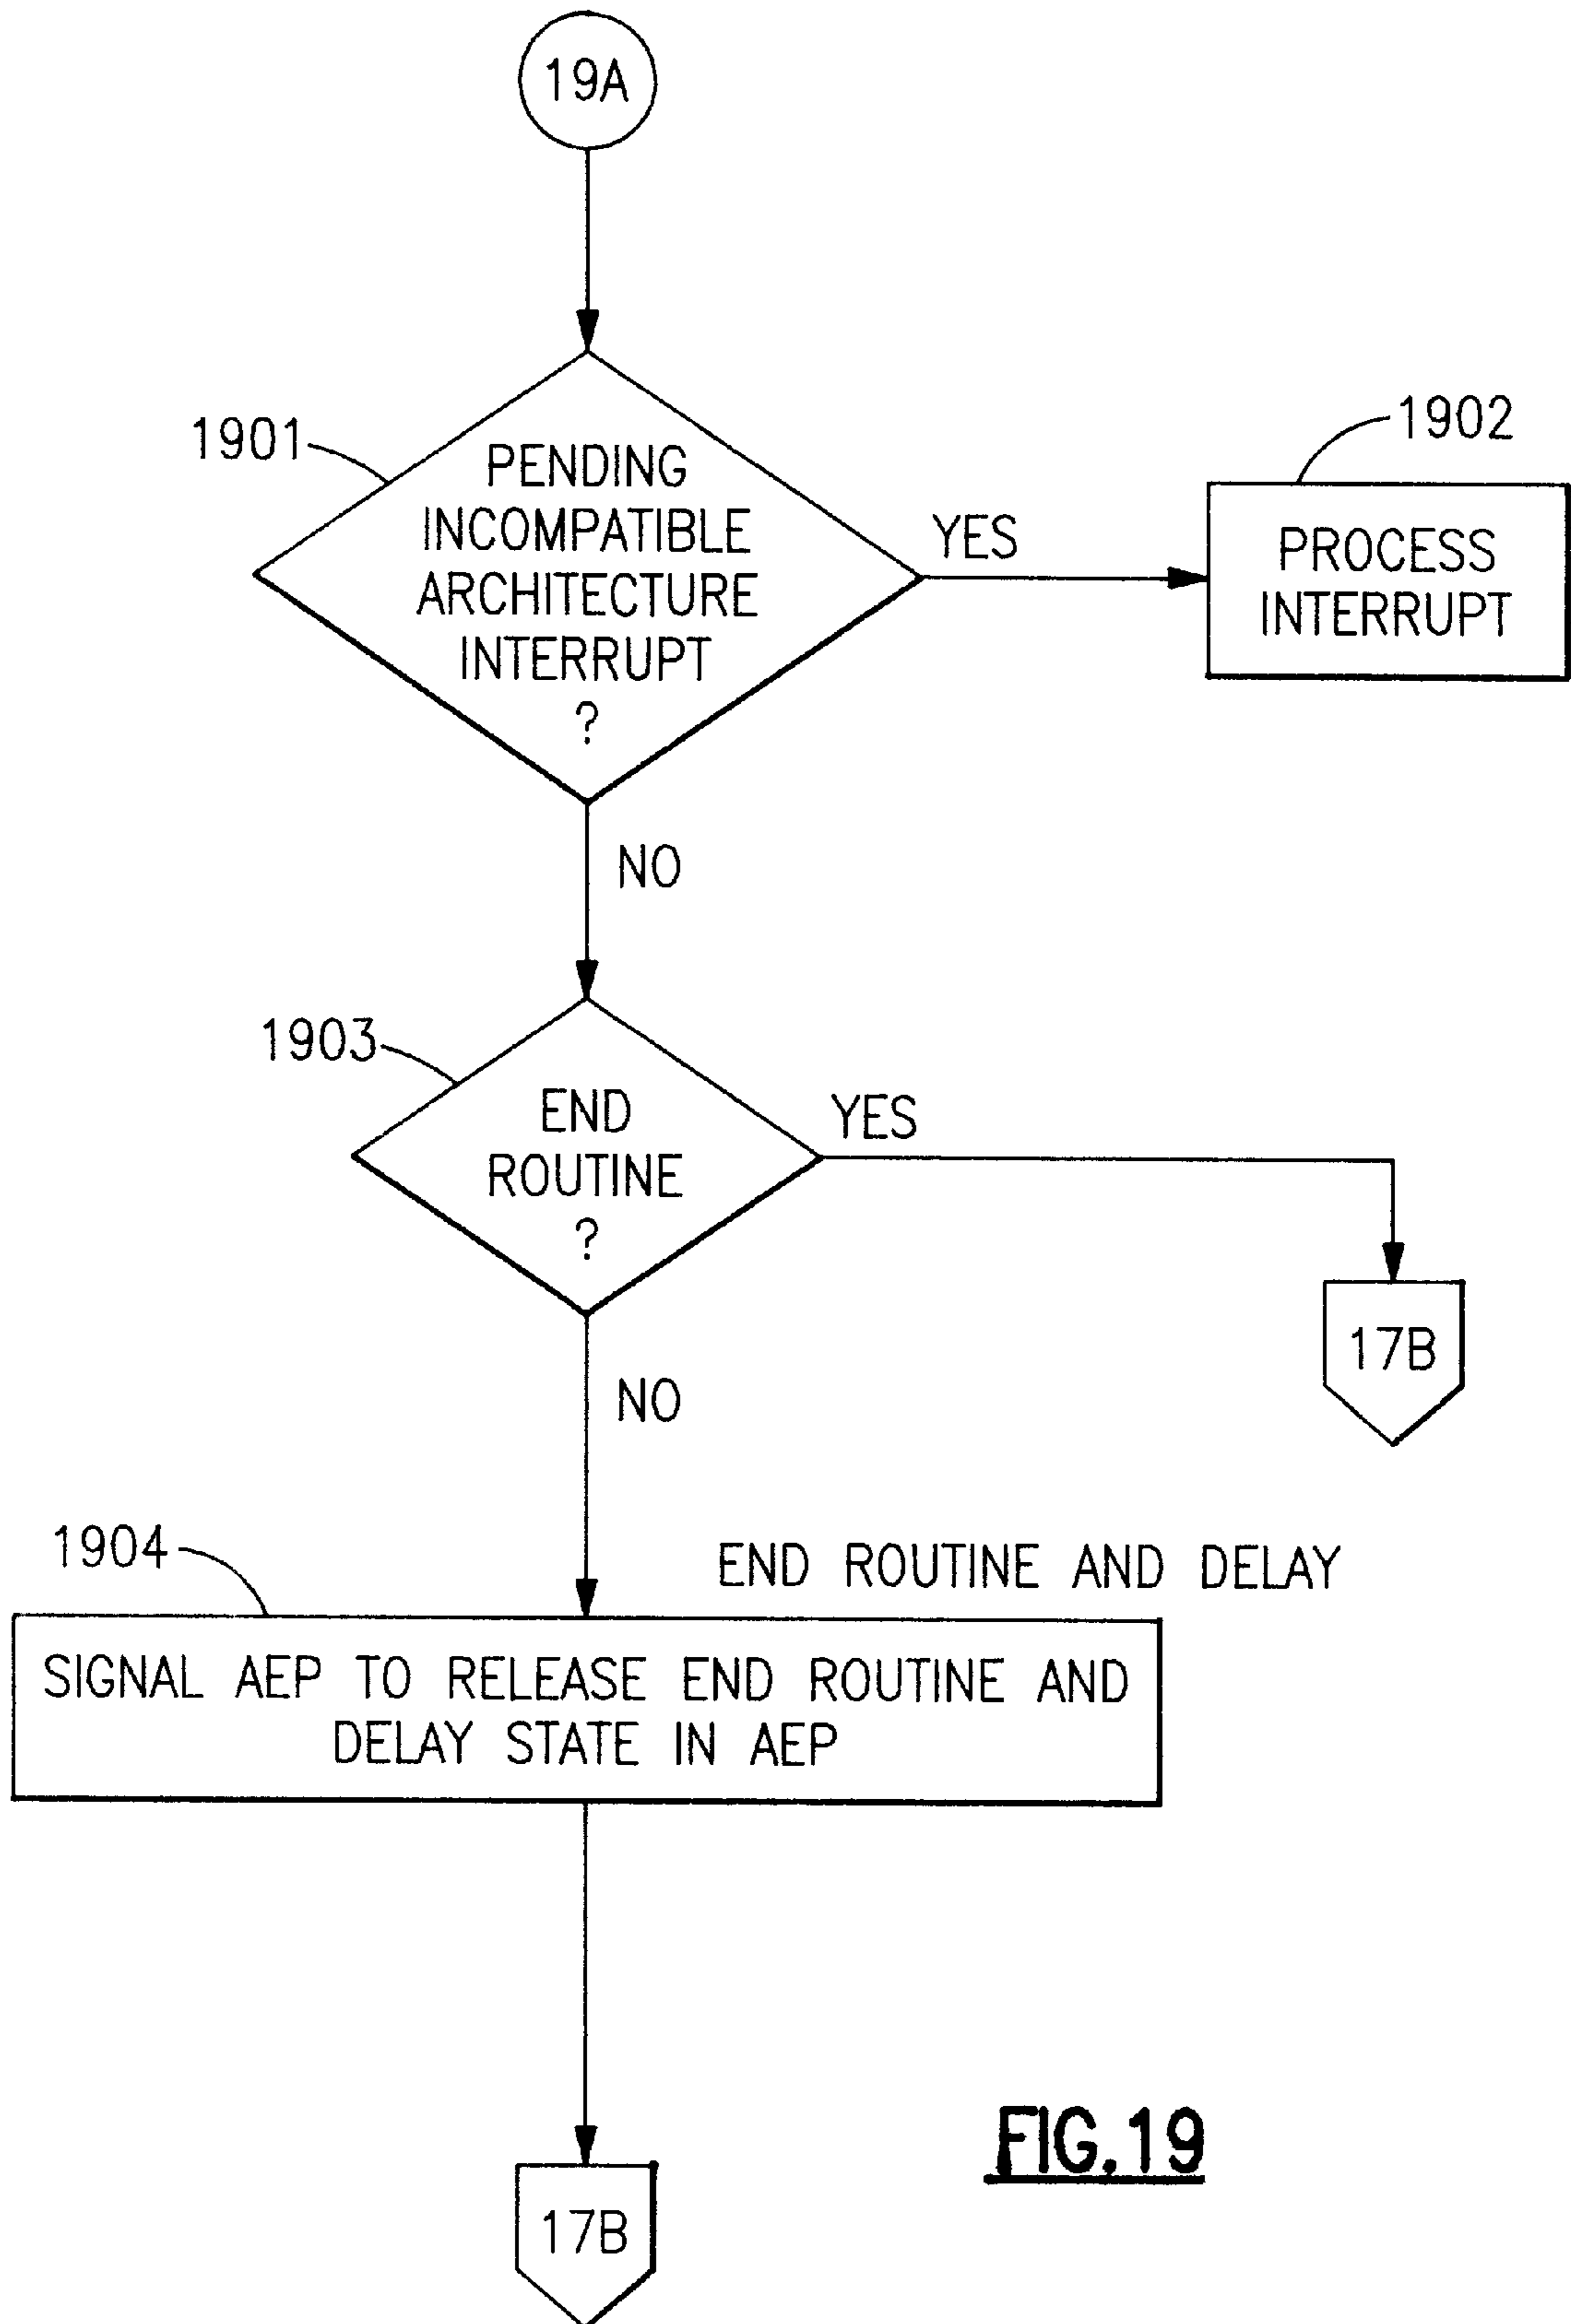 19A
1901
PENDING
INCOMPATIBLE
ARCHITECTURE
INTERRUPT
?
YES
1902
PROCESS
INTERRUPT
NO
1903
END
ROUTINE
?
YES
17B
NO
1904
END ROUTINE AND DELAY
SIGNAL AEP TO RELEASE END ROUTINE AND
DELAY STATE IN AEP
17B
FIG.19